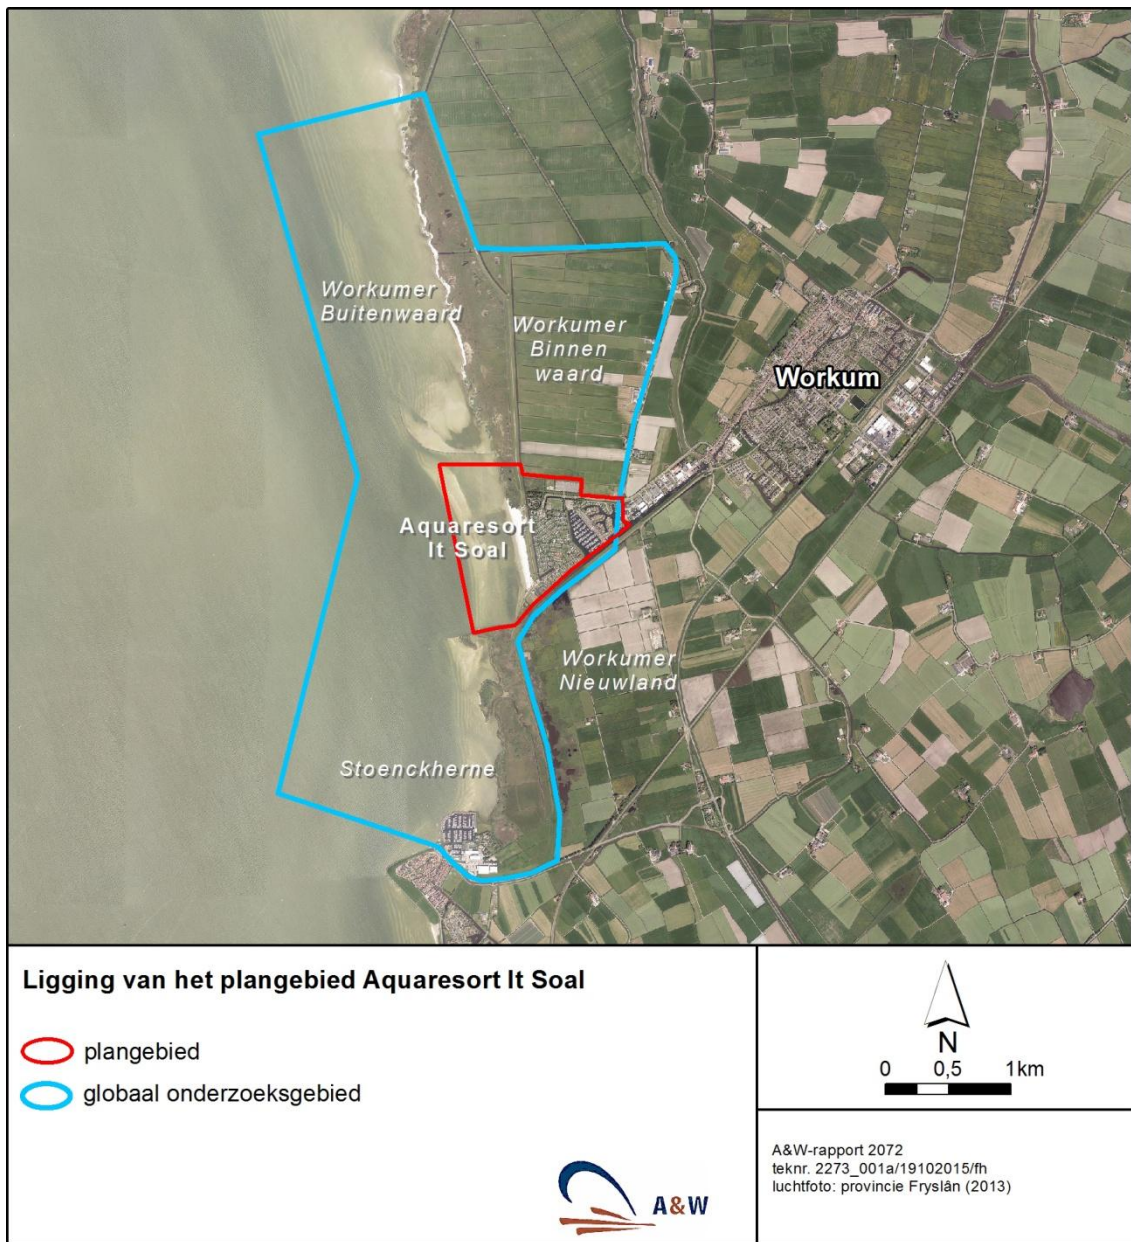 Workumer
Buitenwaard
Workumer
Binnen
waard
Workum
Aquaresort
It Soal
Workumer
Nieuwland
Stoenckherne
Ligging van het plangebied Aquaresort It Soal
plangebied
globaal onderzoeksgebied
A&W
N
0 0,5 1km
A&W-rapport 2072
teknr. 2273_001a/19102015/fh
luchtfoto: provincie Fryslân (2013)